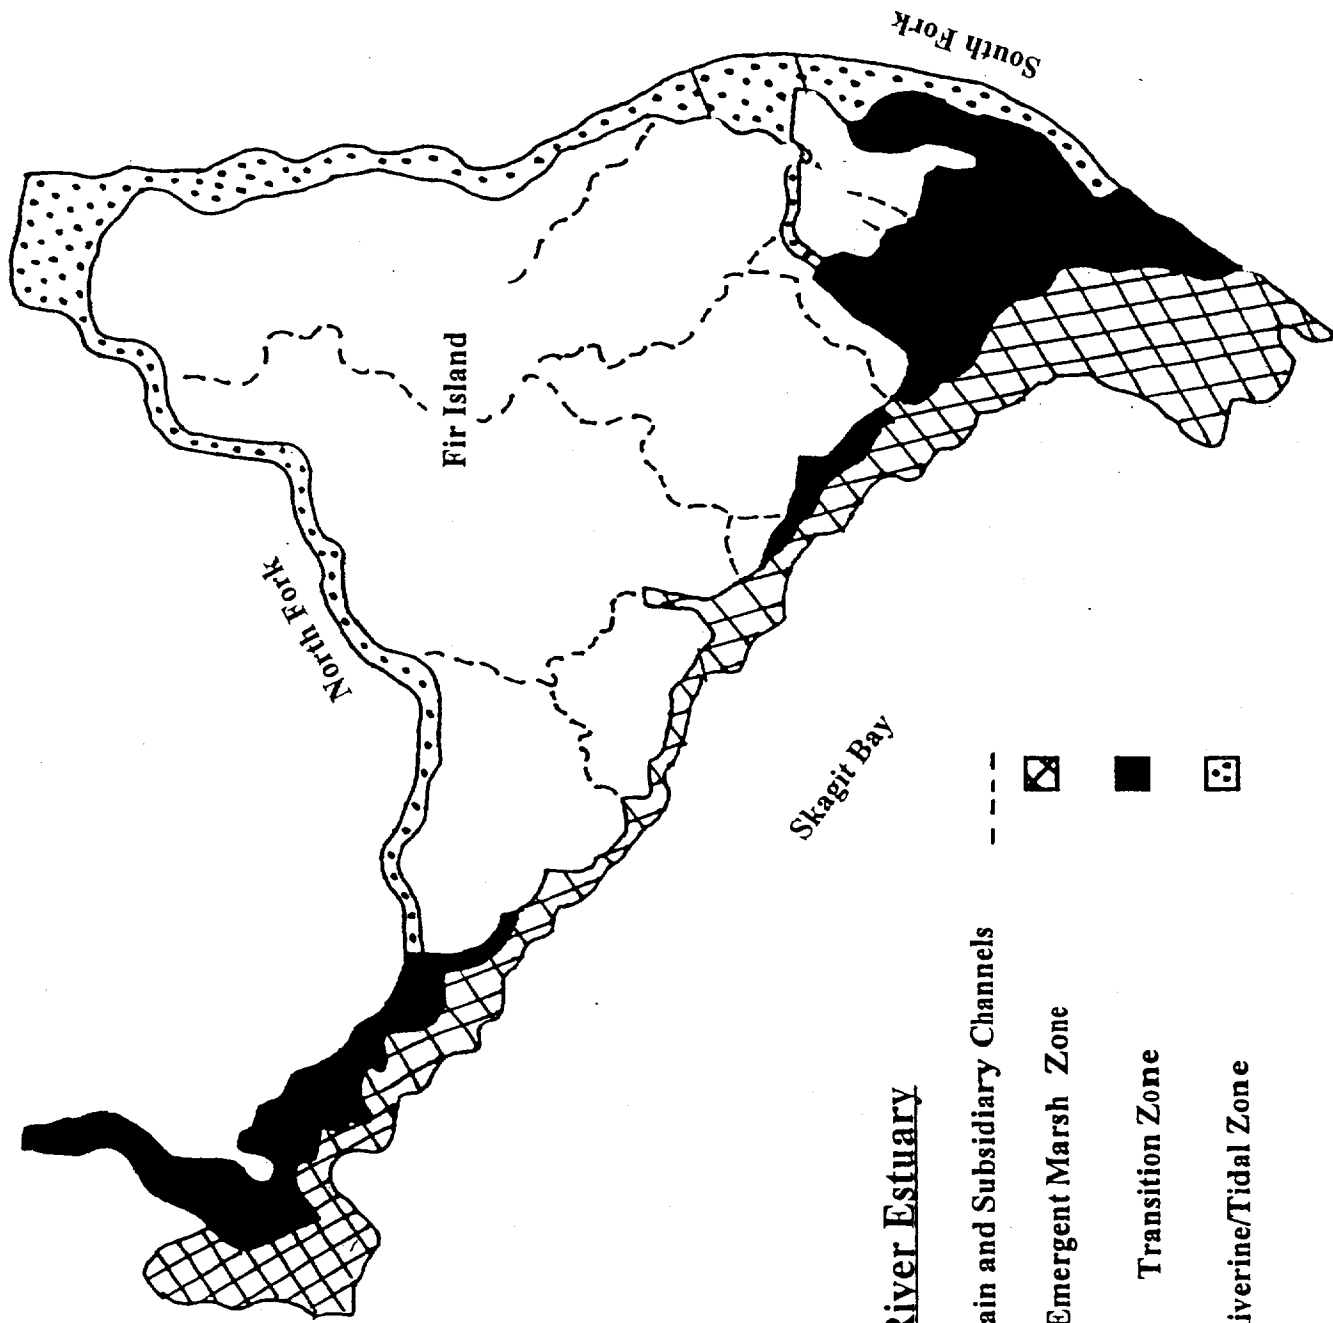 South Fork
Fir Island
North Fork
Skagit Bay
River Estuary
ain and Subsidiary Channels
Emergent Marsh Zone
Transition Zone
iverine/Tidal Zone